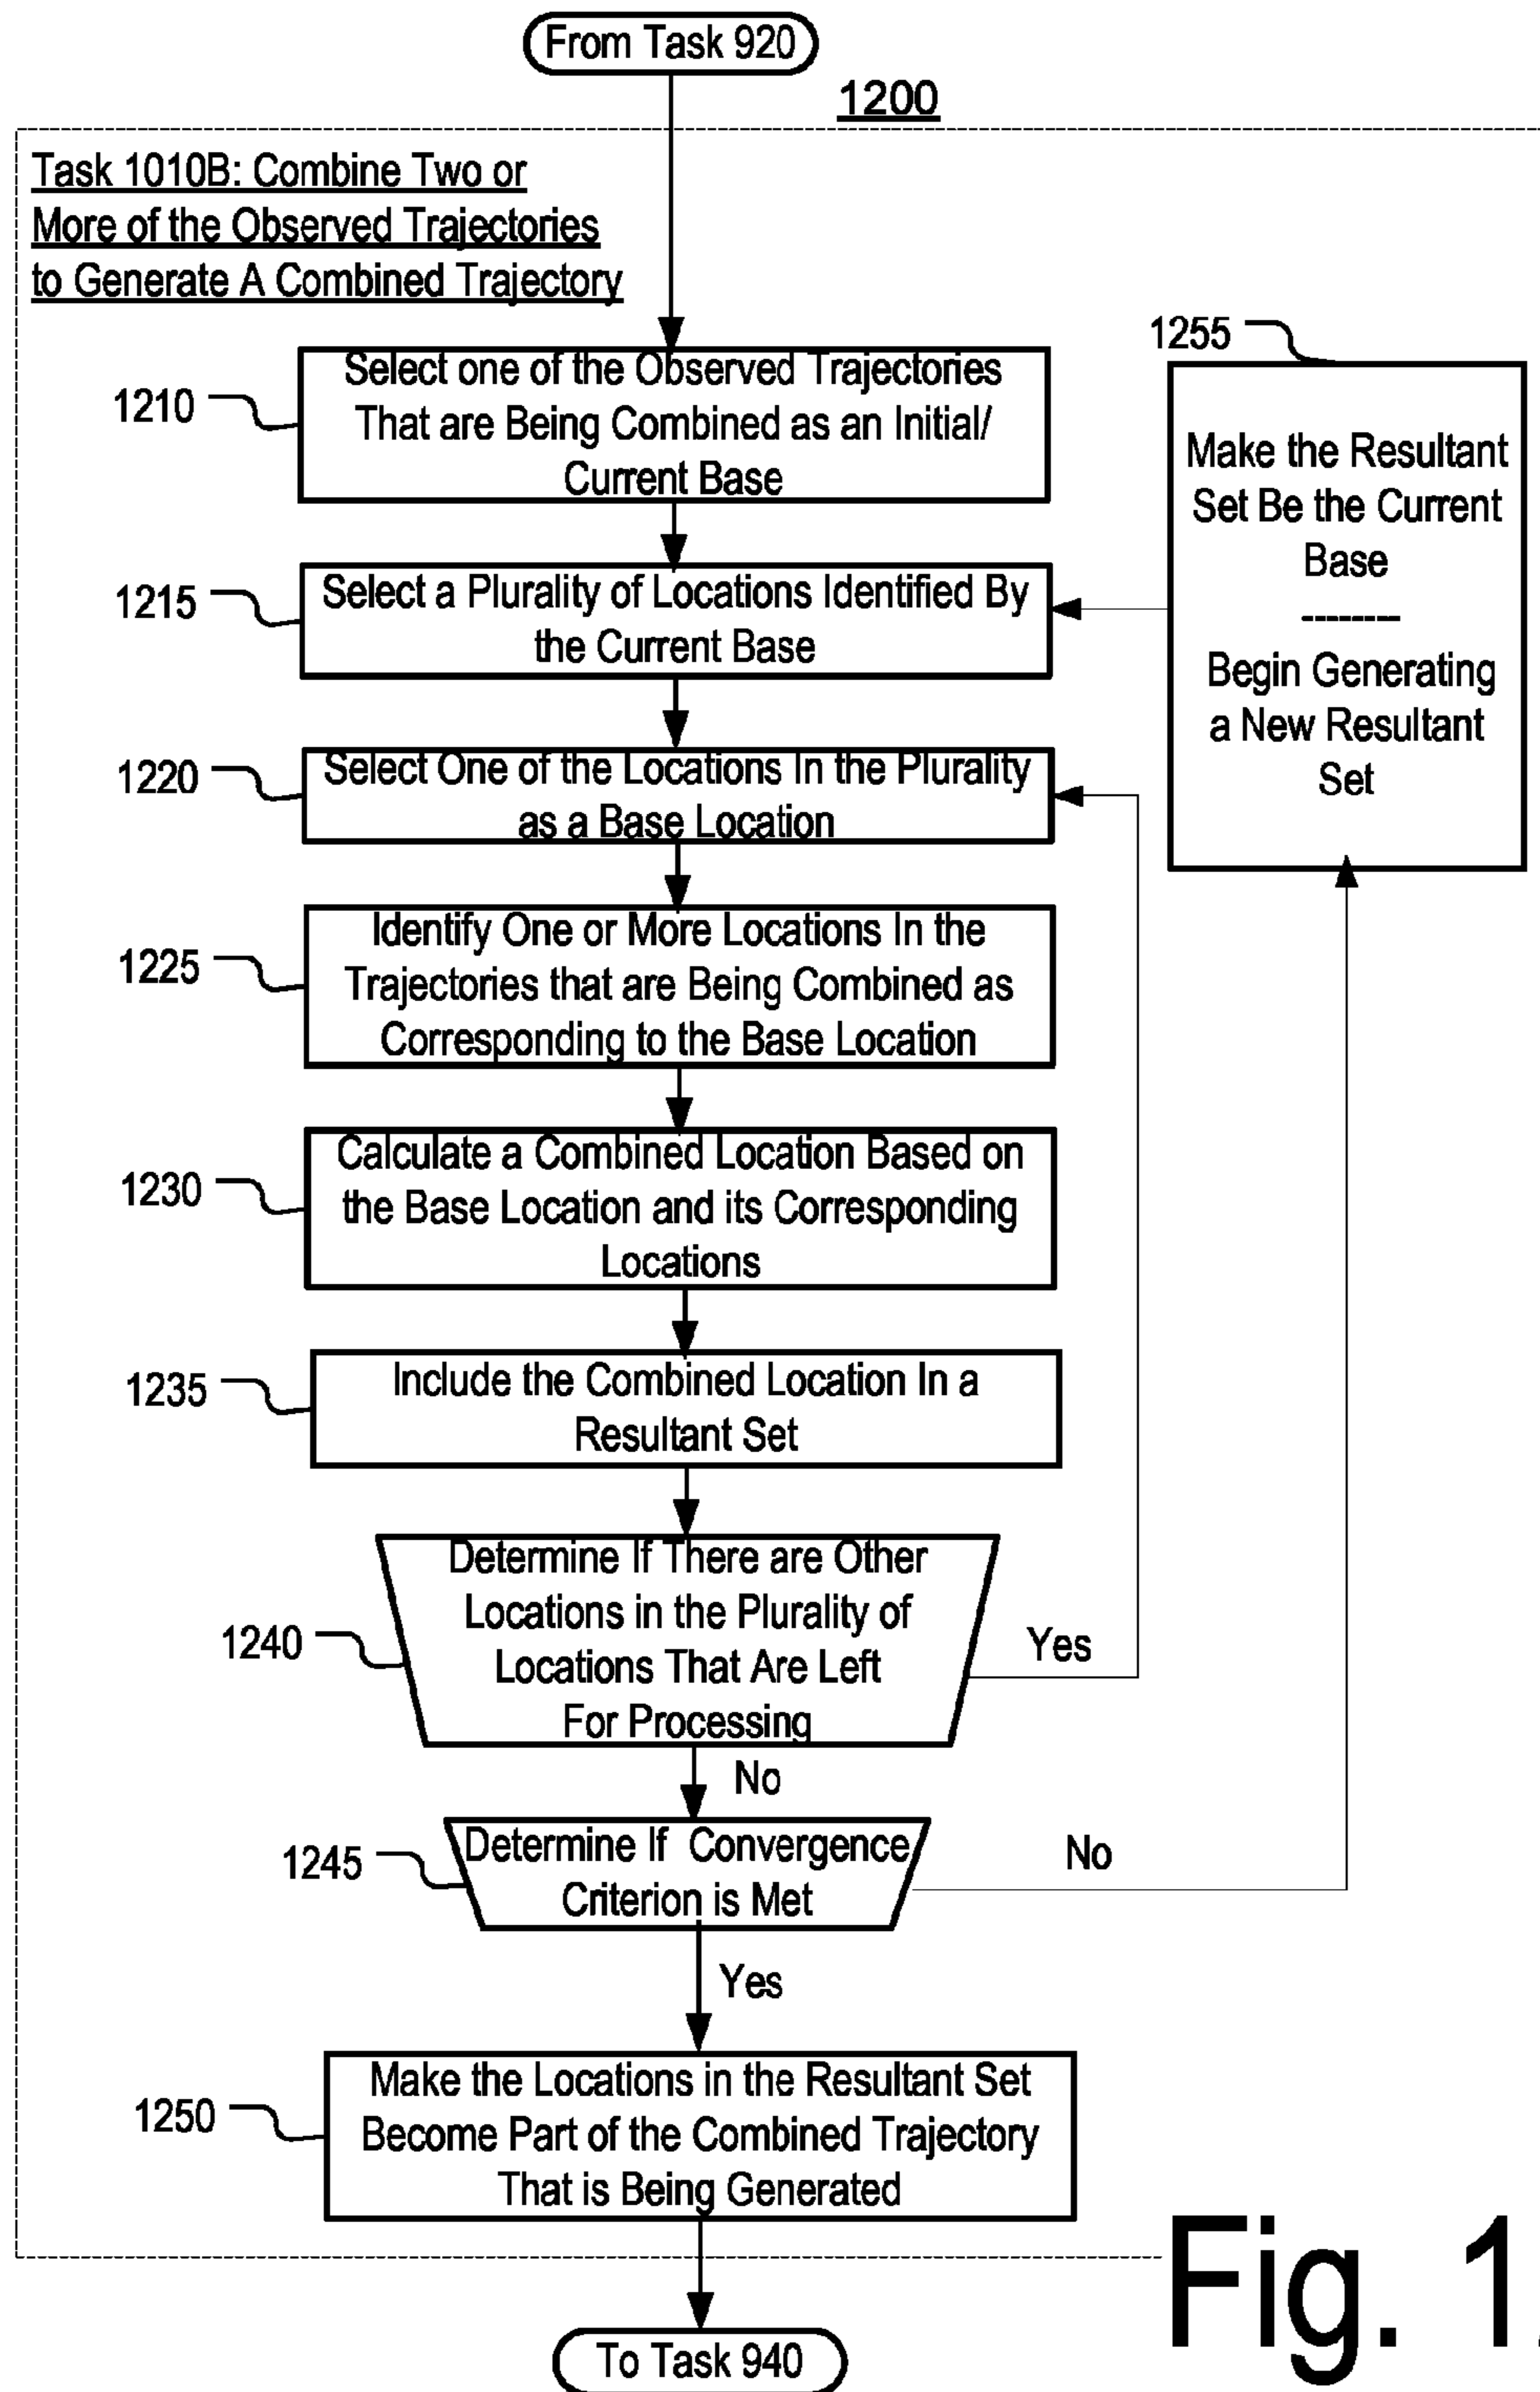 From Task 920
1200
Task 1010B: Combine Two or
More of the Observed Trajectories
to Generate A Combined Trajectory
1210
Select one of the Observed Trajectories
That are Being Combined as an Initial/
Current Base
1255
Make the Resultant
Set Be the Current
Base
--------
Begin Generating
a New Resultant
Set
1215
Select a Plurality of Locations Identified By
the Current Base
1220
Select One of the Locations In the Plurality
as a Base Location
1225
Identify One or More Locations In the
Trajectories that are Being Combined as
Corresponding to the Base Location
1230
Calculate a Combined Location Based on
the Base Location and its Corresponding
Locations
1235
Include the Combined Location In a
Resultant Set
1240
Determine If There are Other
Locations in the Plurality of
Locations That Are Left
For Processing
Yes
No
1245
Determine If Convergence
Criterion is Met
No
Yes
1250
Make the Locations in the Resultant Set
Become Part of the Combined Trajectory
That is Being Generated
To Task 940
Fig. 1